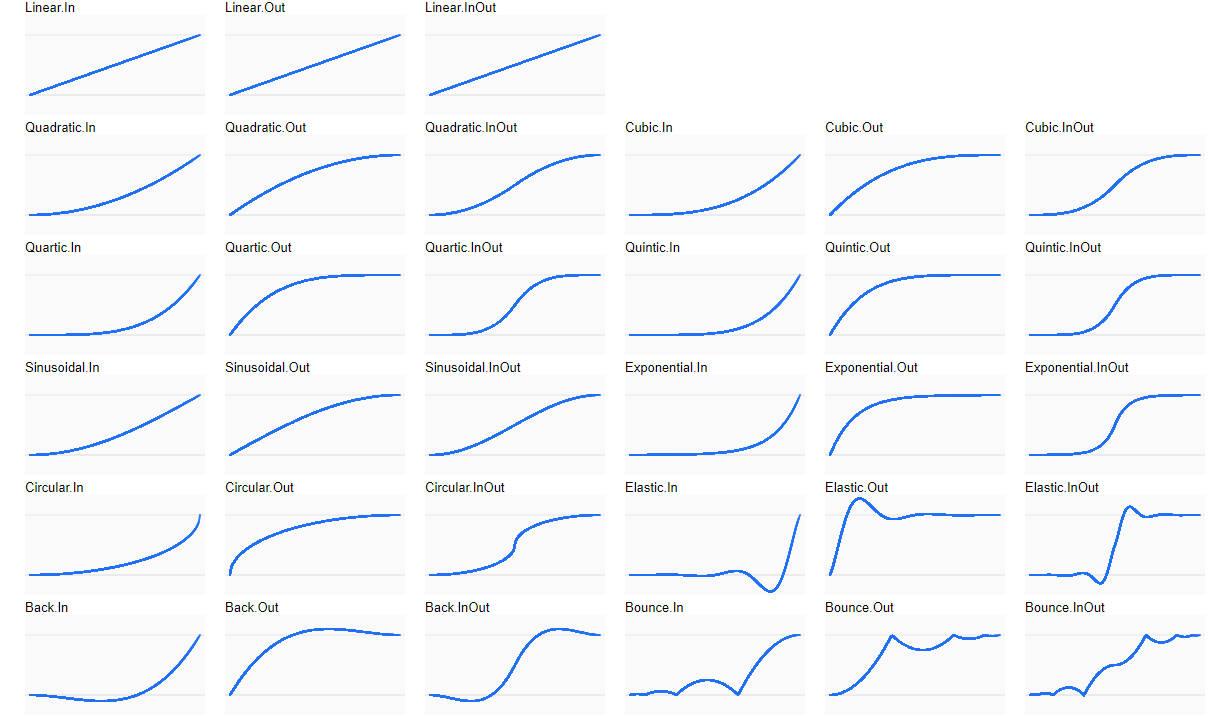 Linear.In
Linear.Out
Linear.InOut
Quadratic.In
Quadratic.Out
Quadratic.InOut
Cubic.In
Cubic.Out
Cubic.InOut
Quartic.In
Quartic.Out
Quartic.InOut
Quintic.In
Quintic.Out
Quintic.InOut
Sinusoidal.In
Sinusoidal.Out
Sinusoidal.InOut
Exponential.In
Exponential.Out
Exponential.InOut
Circular.In
Circular.Out
Circular.InOut
Elastic.In
Elastic.Out
Elastic.InOut
Back.In
Back.Out
Back.InOut
Bounce.In
Bounce.Out
Bounce.InOut